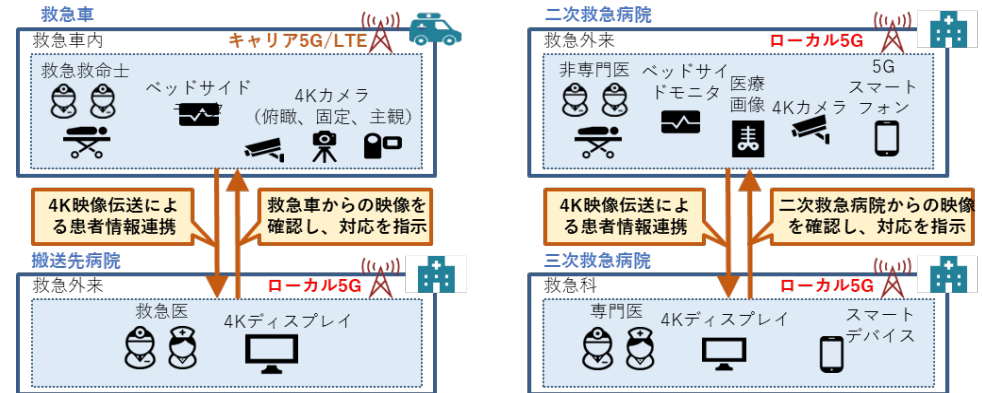 救急車
救急車内
キャリア5G/LTE
救急救命士
ベッドサイド
4Kカメラ
(俯瞰、固定、主観)
4K映像伝送によ
る患者情報連携
救急車からの映像を
確認し、対応を指示
搬送先病院
救急外来
ローカル5G
救急医
4Kディスプレイ
二次救急病院
救急外来
ローカル5G
非専門医
ベッドサイ
ドモニタ
医療
画像
4Kカメラ
5G
スマート
フォン
4K映像伝送によ
る患者情報連携
二次救急病院からの映像
を確認し、対応を指示
三次救急病院
救急科
ローカル5G
専門医
4Kディスプレイ
スマート
デバイス